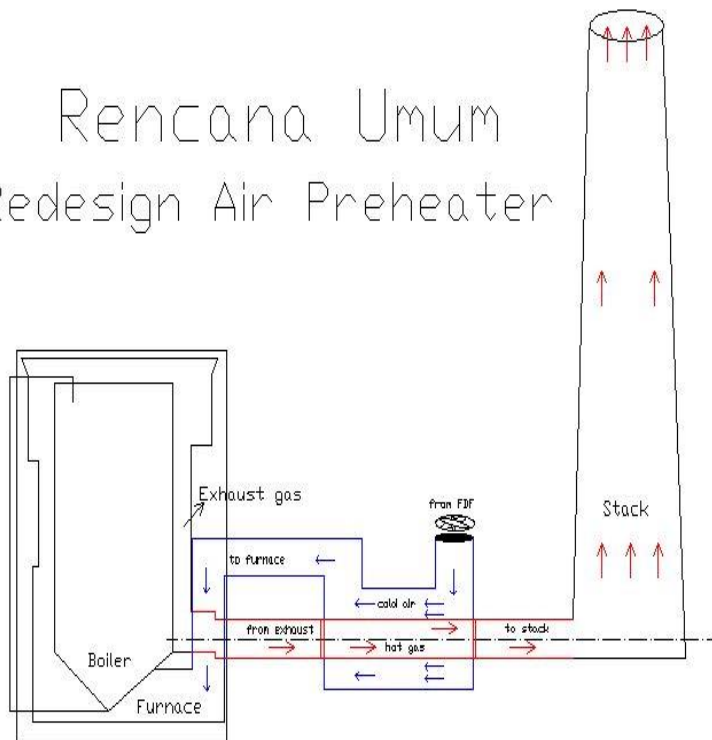 Rencana Umum
Redesign Air Preheater
Exhaust gas
from FDF
Stack
to furnace
cold air
from exhaust
to stack
hot gas
Boiler
Furnace